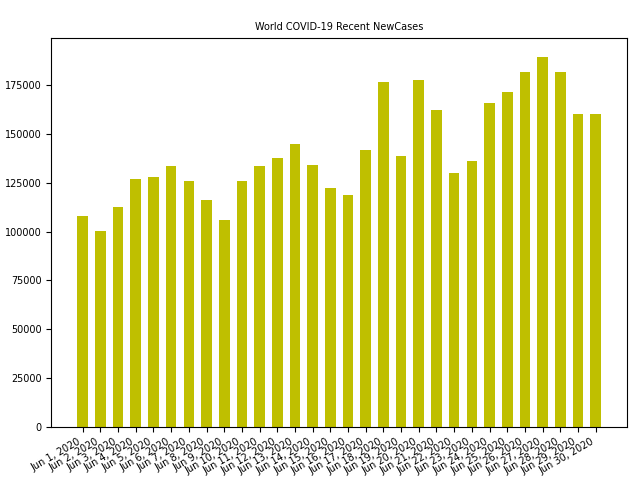 World COVID-19 Recent NewCases
175000
150000
125000
100000
75000
50000
25000
0
Jun 1, 2020
Jun 2, 2020
Jun 3, 2020
Jun 4, 2020
Jun 5, 2020
Jun 6, 2020
Jun 7, 2020
Jun 8, 2020
Jun 9, 2020
Jun 10, 2020
Jun 11, 2020
Jun 12, 2020
Jun 13, 2020
Jun 14, 2020
Jun 15, 2020
Jun 16, 2020
Jun 17, 2020
Jun 18, 2020
Jun 19, 2020
Jun 20, 2020
Jun 21, 2020
Jun 22, 2020
Jun 23, 2020
Jun 24, 2020
Jun 25, 2020
Jun 26, 2020
Jun 27, 2020
Jun 28, 2020
Jun 29, 2020
Jun 30, 2020